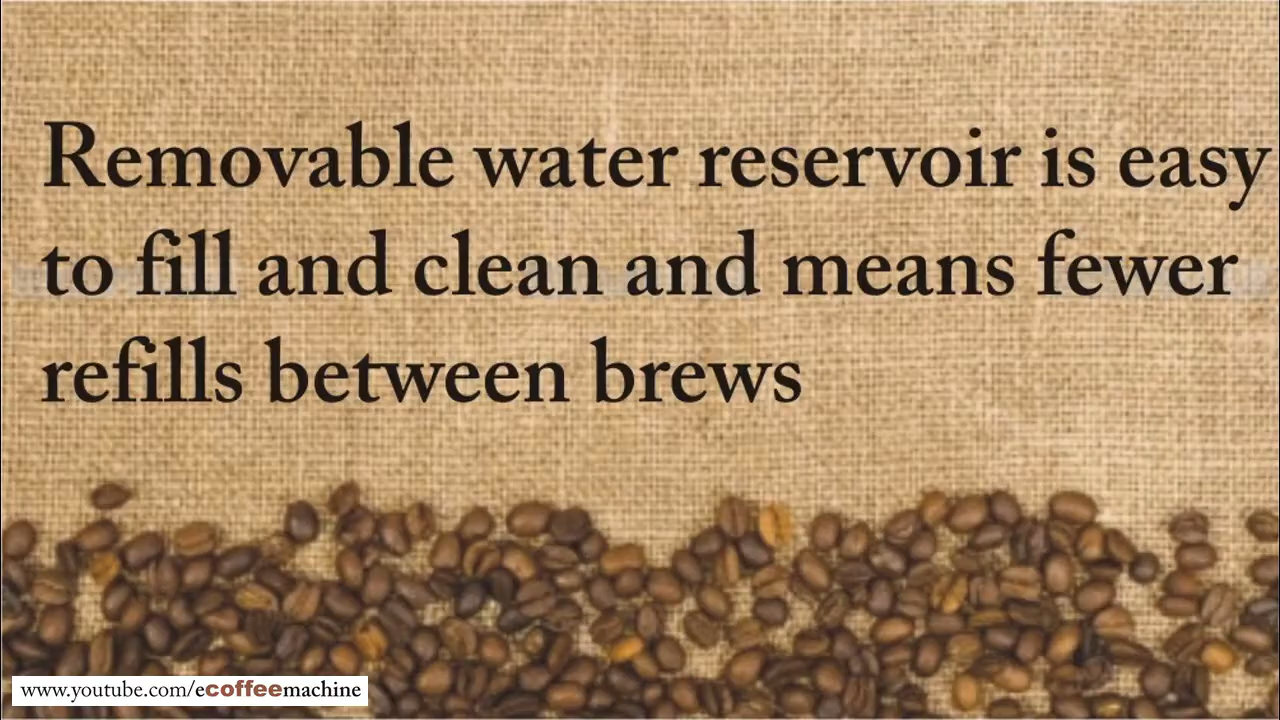 Removable water reservoir is easy
to fill and clean and means fewer
refills between brews
www.youtube.com/ecoffeemachine